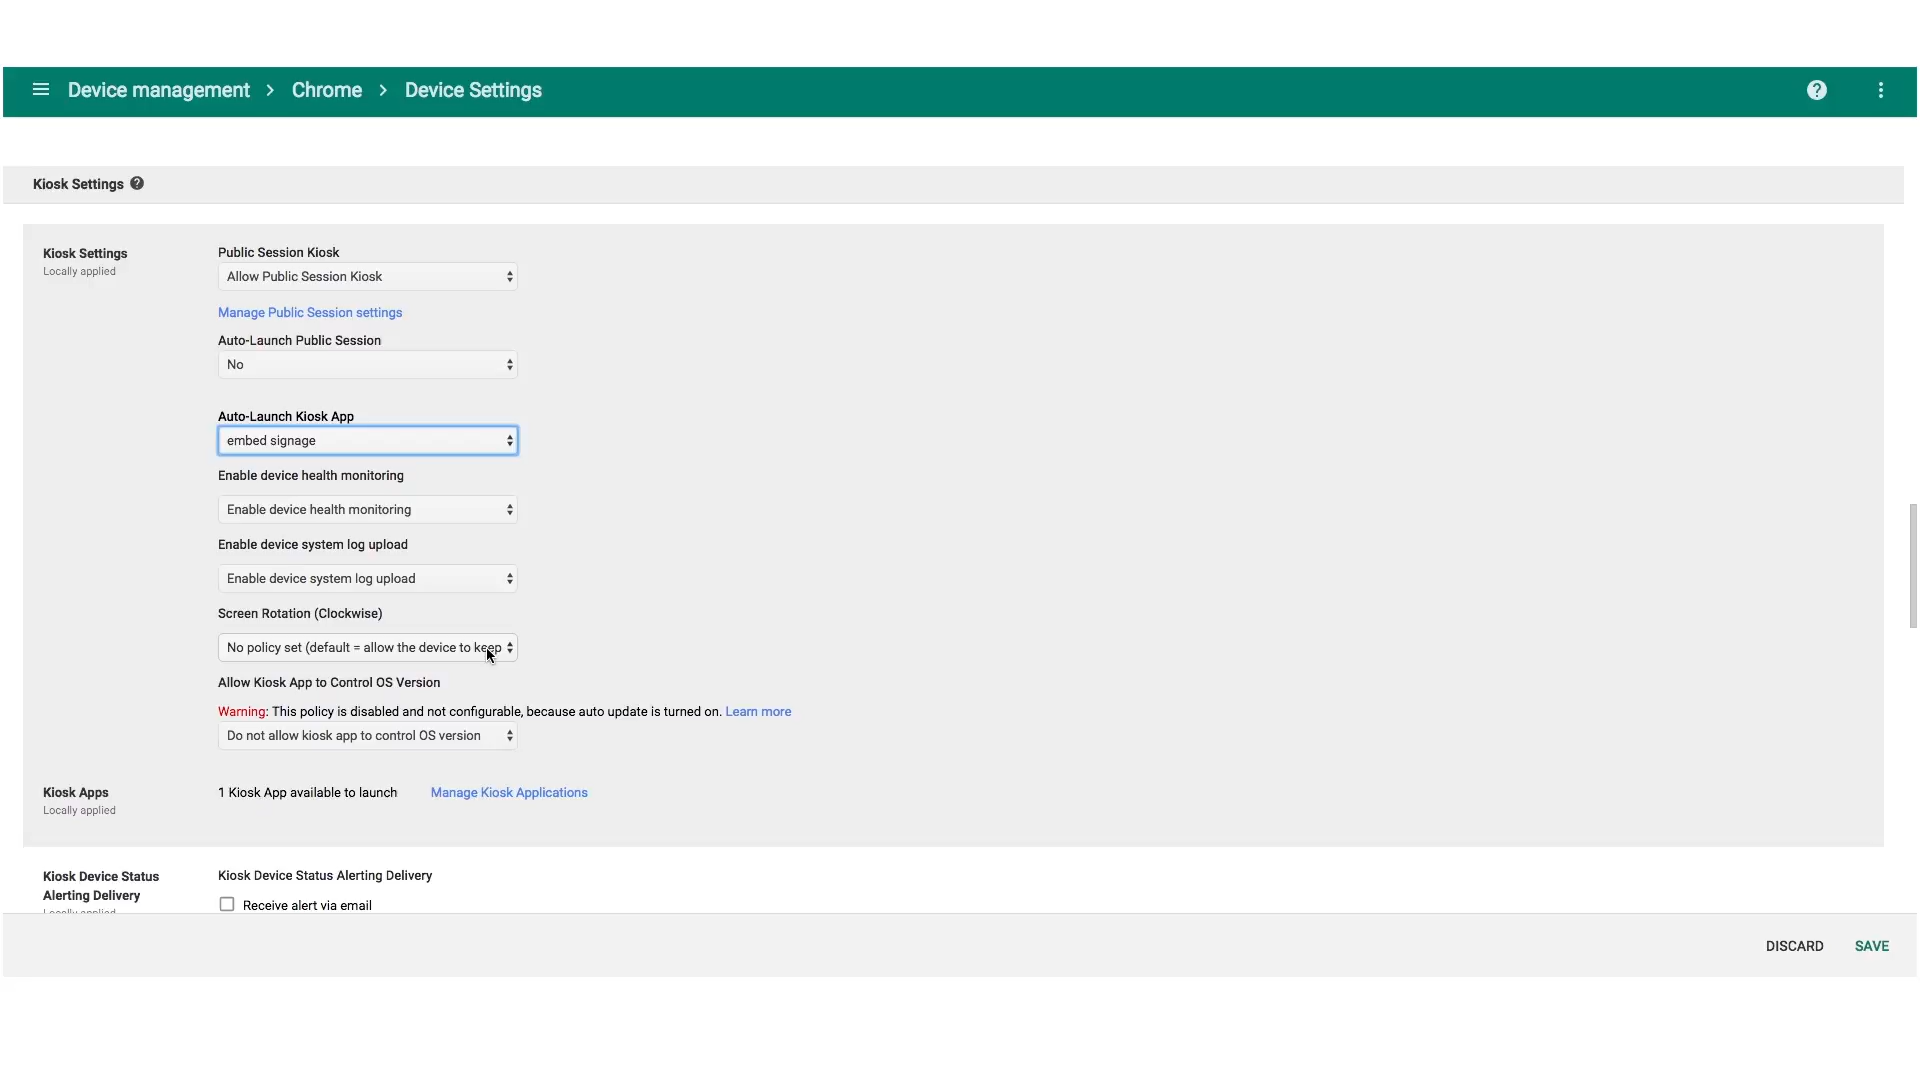 Device management > Chrome > Device Settings
Kiosk Settings
Kiosk Settings
Locally applied
Public Session Kiosk
Allow Public Session Kiosk
Manage Public Session settings
Auto-Launch Public Session
No
Auto-Launch Kiosk App
embed signage
Enable device health monitoring
Enable device health monitoring
Enable device system log upload
Enable device system log upload
Screen Rotation (Clockwise)
No policy set (default = allow the device to keep
Allow Kiosk App to Control OS Version
Warning: This policy is disabled and not configurable, because auto update is turned on. Learn more
Do not allow kiosk app to control OS version
Kiosk Apps
Locally applied
1 Kiosk App available to launch Manage Kiosk Applications
Kiosk Device Status
Alerting Delivery
Locally applied
Kiosk Device Status Alerting Delivery
Receive alert via email
DISCARD SAVE